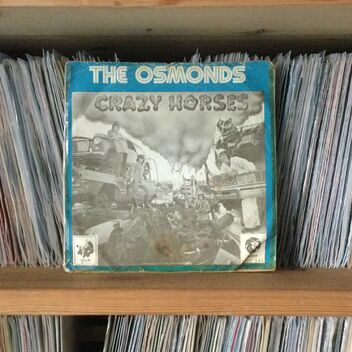 THE OSMONDS
CRAZY HORSES